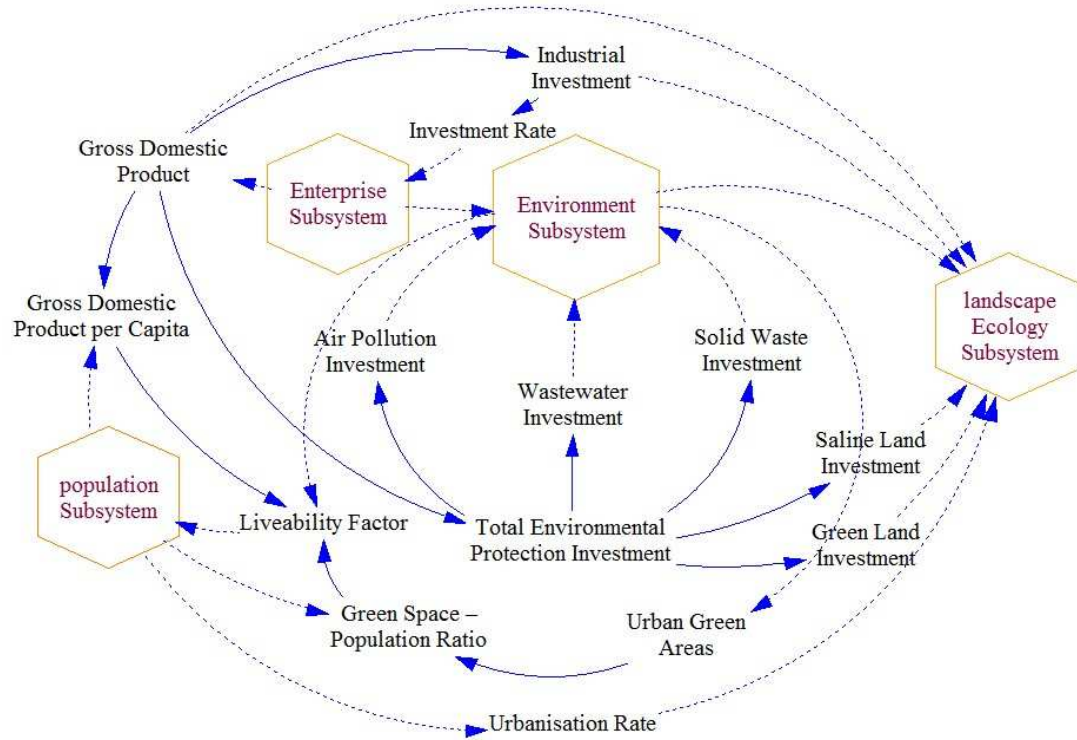 Industrial
Investment
Investment Rate
Gross Domestic
Product
Enterprise
Subsystem
Environment
Subsystem
Gross Domestic
Product per Capita
landscape
Ecology
Subsystem
Air Pollution
Investment
Solid Waste
Investment
Wastewater
Investment
Saline Land
Investment
population
Subsystem
Liveability Factor
Total Environmental
Protection Investment
Green Land
Investment
Green Space –
Population Ratio
Urban Green
Areas
Urbanisation Rate